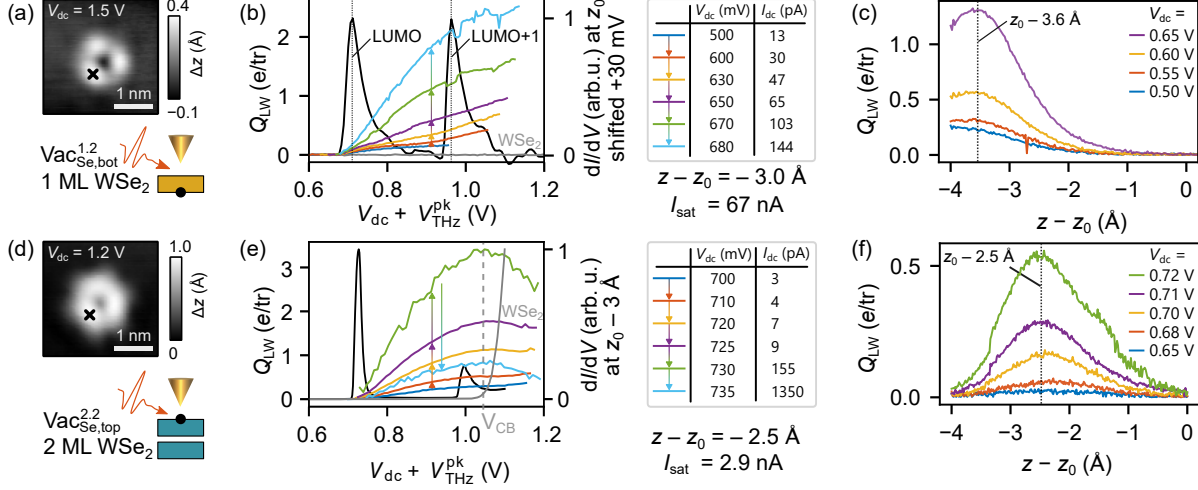 (a)
V_dc = 1.5 V
1 nm
0.4
−0.1
Δz (Å)
Vac^1.2_Se,bot
1 ML WSe₂
(b)
Q_LW (e/tr)
2
1
0
LUMO
LUMO+1
WSe₂
0.6 0.8 1.0 1.2
V_dc + V^pk_THz (V)
1
0
dI/dV (arb.u.) at z₀
shifted +30 mV
V_dc (mV) I_dc (pA)
500 13
600 30
630 47
650 65
670 103
680 144
z − z₀ = − 3.0 Å
I_sat = 67 nA
(c)
Q_LW (e/tr)
1.0
0.5
0.0
z₀ − 3.6 Å
V_dc =
0.65 V
0.60 V
0.55 V
0.50 V
−4 −3 −2 −1 0
z − z₀ (Å)
(d)
V_dc = 1.2 V
1 nm
1.0
0
Δz (Å)
Vac^2.2_Se,top
2 ML WSe₂
(e)
Q_LW (e/tr)
3
2
1
0
WSe₂
V_CB
0.6 0.8 1.0 1.2
V_dc + V^pk_THz (V)
1
0
dI/dV (arb. u.)
at z₀ − 3 Å
V_dc (mV) I_dc (pA)
700 3
710 4
720 7
725 9
730 155
735 1350
z − z₀ = − 2.5 Å
I_sat = 2.9 nA
(f)
Q_LW (e/tr)
0.5
0.0
z₀ − 2.5 Å
V_dc =
0.72 V
0.71 V
0.70 V
0.68 V
0.65 V
−4 −3 −2 −1 0
z − z₀ (Å)